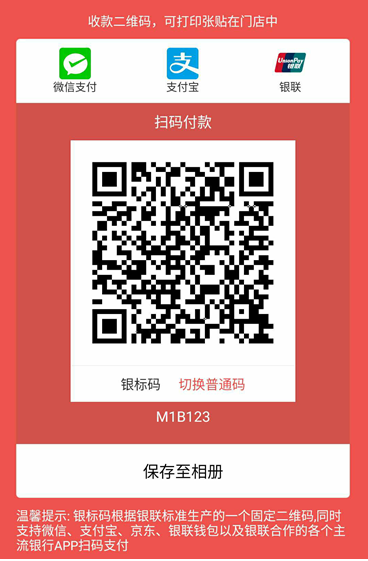 收款二维码，可打印张贴在门店中
微信支付
支付宝
UnionPay
银联
银联
扫码付款
银标码 切换普通码
M1B123
保存至相册
温馨提示: 银标码根据银联标准生产的一个固定二维码,同时
支持微信、支付宝、京东、银联钱包以及银联合作的各个主
流银行APP扫码支付